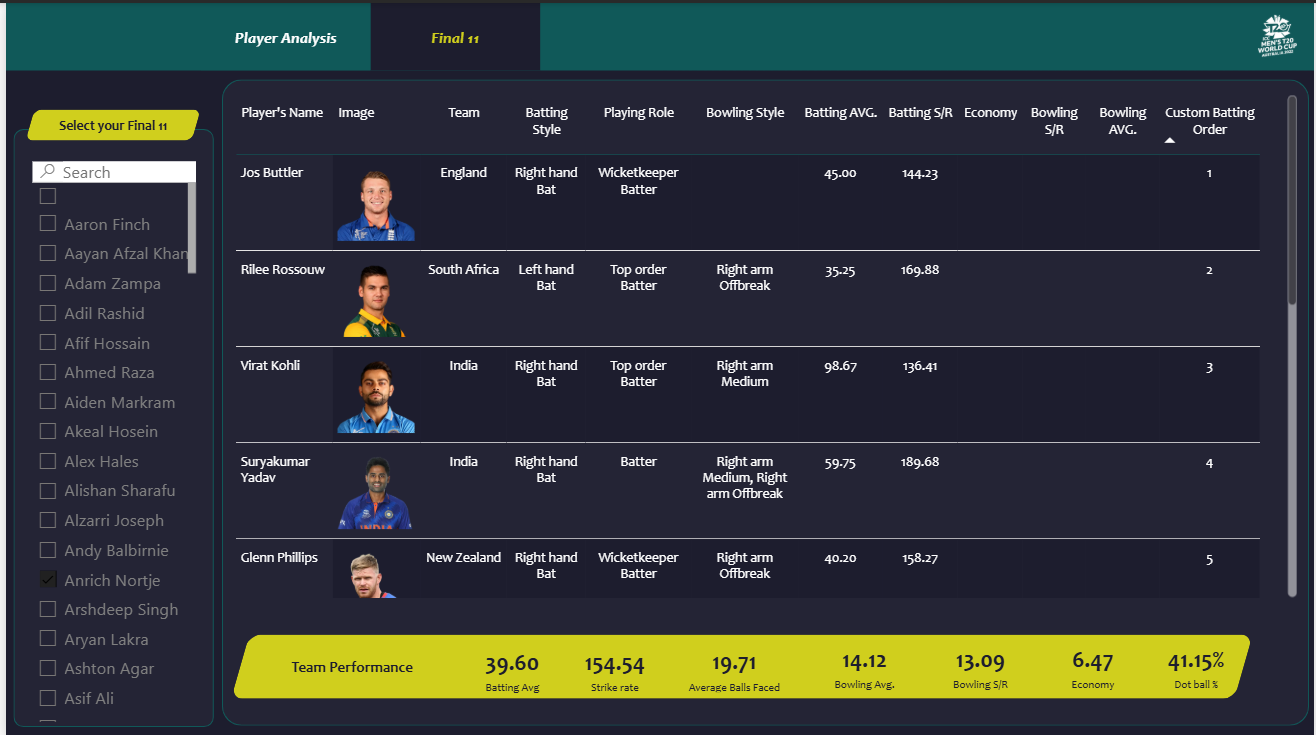 Player Analysis
Final 11
ICC
MEN'S T20
WORLD CUP
AUSTRALIA 2022
Select your Final 11
Search
Aaron Finch
Aayan Afzal Khan
Adam Zampa
Adil Rashid
Afif Hossain
Ahmed Raza
Aiden Markram
Akeal Hosein
Alex Hales
Alishan Sharafu
Alzarri Joseph
Andy Balbirnie
Anrich Nortje
Arshdeep Singh
Aryan Lakra
Ashton Agar
Asif Ali
Player's Name Image Team Batting Playing Role Bowling Style Batting AVG. Batting S/R Economy Bowling Bowling Custom Batting
Style S/R AVG. Order
Jos Buttler England Right hand Wicketkeeper 45.00 144.23 1
Bat Batter
Rilee Rossouw South Africa Left hand Top order Right arm 35.25 169.88 2
Bat Batter Offbreak
Virat Kohli India Right hand Top order Right arm 98.67 136.41 3
Bat Batter Medium
Suryakumar India Right hand Batter Right arm 59.75 189.68 4
Yadav Bat Medium, Right
arm Offbreak
INDIA
Glenn Phillips New Zealand Right hand Wicketkeeper Right arm 40.20 158.27 5
Bat Batter Offbreak
Team Performance 39.60 154.54 19.71 14.12 13.09 6.47 41.15%
Batting Avg Strike rate Average Balls Faced Bowling Avg. Bowling S/R Economy Dot ball %